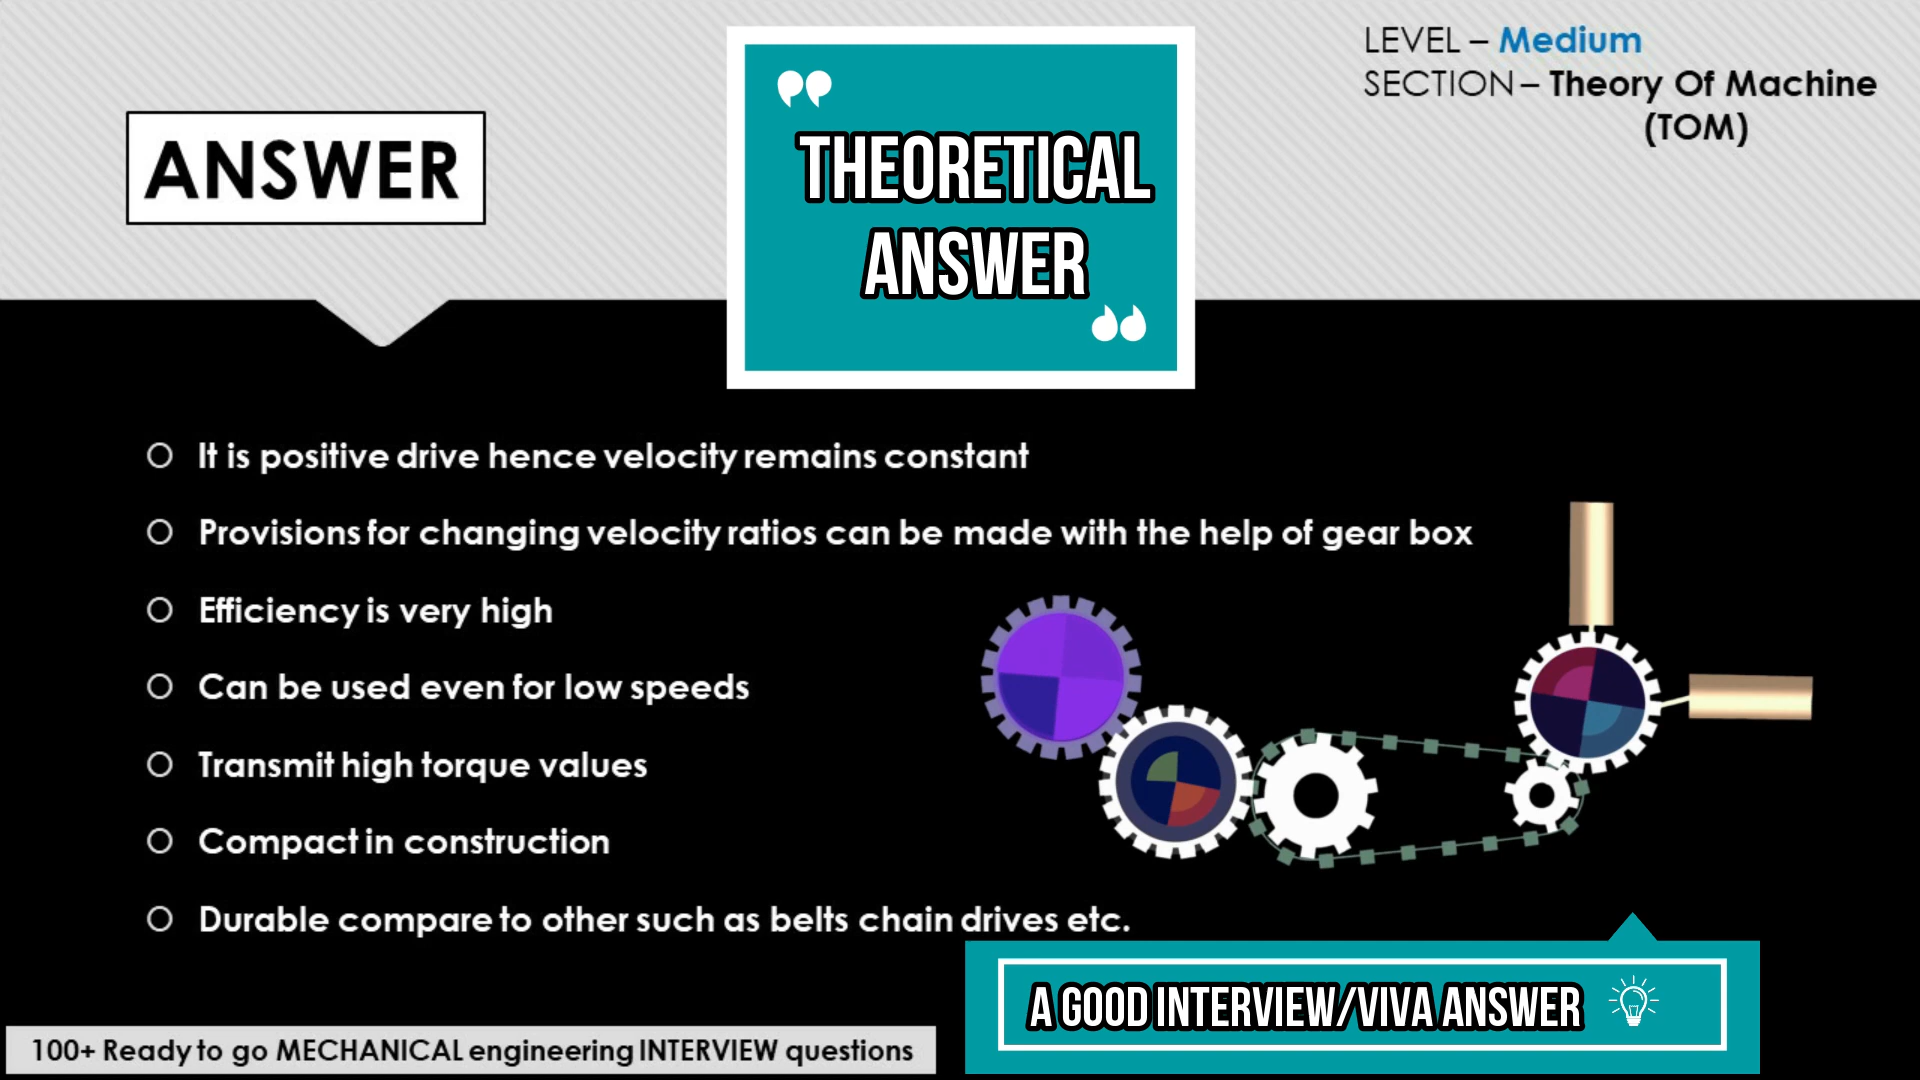 LEVEL – Medium
SECTION – Theory Of Machine
(TOM)
ANSWER
THEORETICAL
ANSWER
It is positive drive hence velocity remains constant
Provisions for changing velocity ratios can be made with the help of gear box
Efficiency is very high
Can be used even for low speeds
Transmit high torque values
Compact in construction
Durable compare to other such as belts chain drives etc.
A GOOD INTERVIEW/VIVA ANSWER
100+ Ready to go MECHANICAL engineering INTERVIEW questions